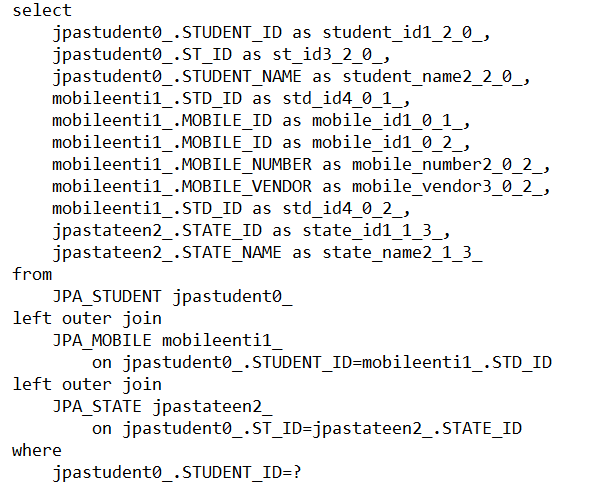 select
    jpastudent0_.STUDENT_ID as student_id1_2_0_,
    jpastudent0_.ST_ID as st_id3_2_0_,
    jpastudent0_.STUDENT_NAME as student_name2_2_0_,
    mobileenti1_.STD_ID as std_id4_0_1_,
    mobileenti1_.MOBILE_ID as mobile_id1_0_1_,
    mobileenti1_.MOBILE_ID as mobile_id1_0_2_,
    mobileenti1_.MOBILE_NUMBER as mobile_number2_0_2_,
    mobileenti1_.MOBILE_VENDOR as mobile_vendor3_0_2_,
    mobileenti1_.STD_ID as std_id4_0_2_,
    jpastateen2_.STATE_ID as state_id1_1_3_,
    jpastateen2_.STATE_NAME as state_name2_1_3_
from
    JPA_STUDENT jpastudent0_
left outer join
    JPA_MOBILE mobileenti1_
        on jpastudent0_.STUDENT_ID=mobileenti1_.STD_ID
left outer join
    JPA_STATE jpastateen2_
        on jpastudent0_.ST_ID=jpastateen2_.STATE_ID
where
    jpastudent0_.STUDENT_ID=?